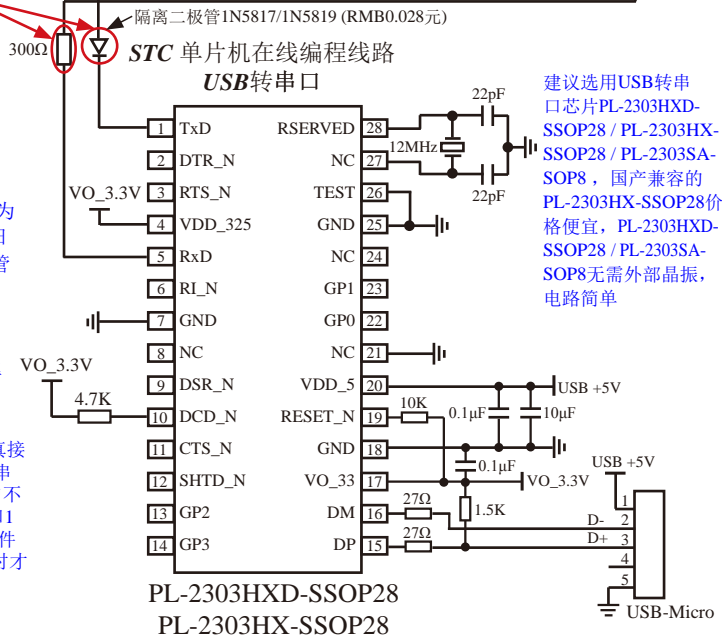 隔离二极管1N5817/1N5819 (RMB0.028元)
300Ω
STC 单片机在线编程线路
USB转串口
建议选用USB转串
口芯片PL-2303HXD-
SSOP28 / PL-2303HX-
SSOP28 / PL-2303SA-
SOP8，国产兼容的
PL-2303HX-SSOP28价
格便宜，PL-2303HXD-
SSOP28 / PL-2303SA-
SOP8无需外部晶振，
电路简单
为
管
接
串
不
1
件
才
VO_3.3V
VO_3.3V
4.7K
1 TxD
2 DTR_N
3 RTS_N
4 VDD_325
5 RxD
6 RI_N
7 GND
8 NC
9 DSR_N
10 DCD_N
11 CTS_N
12 SHTD_N
13 GP2
14 GP3
RSERVED 28
NC 27
TEST 26
GND 25
NC 24
GP1 23
GP0 22
NC 21
VDD_5 20
RESET_N 19
GND 18
VO_33 17
DM 16
DP 15
22pF
12MHz
22pF
USB +5V
10K
0.1μF
10μF
0.1μF
VO_3.3V
27Ω
1.5K
27Ω
USB +5V
1
D- 2
D+ 3
4
5
USB-Micro
PL-2303HXD-SSOP28
PL-2303HX-SSOP28